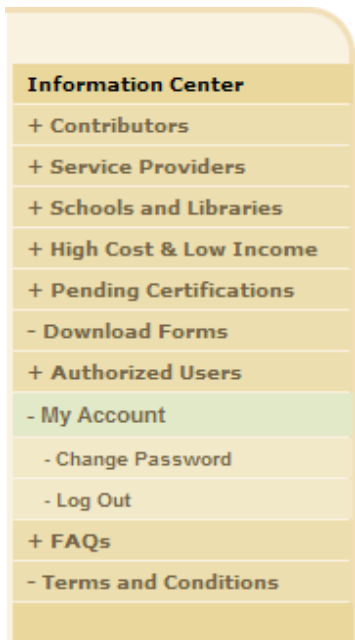 Information Center
+ Contributors
+ Service Providers
+ Schools and Libraries
+ High Cost & Low Income
+ Pending Certifications
- Download Forms
+ Authorized Users
- My Account
- Change Password
- Log Out
+ FAQs
- Terms and Conditions